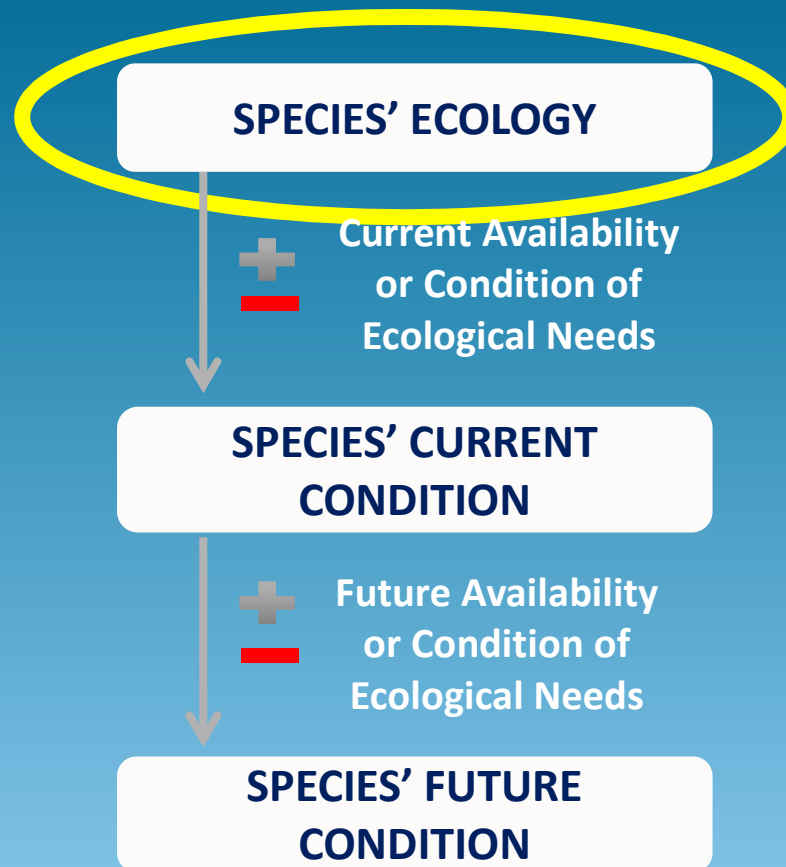 SPECIES’ ECOLOGY
Current Availability
or Condition of
Ecological Needs
SPECIES’ CURRENT
CONDITION
Future Availability
or Condition of
Ecological Needs
SPECIES’ FUTURE
CONDITION